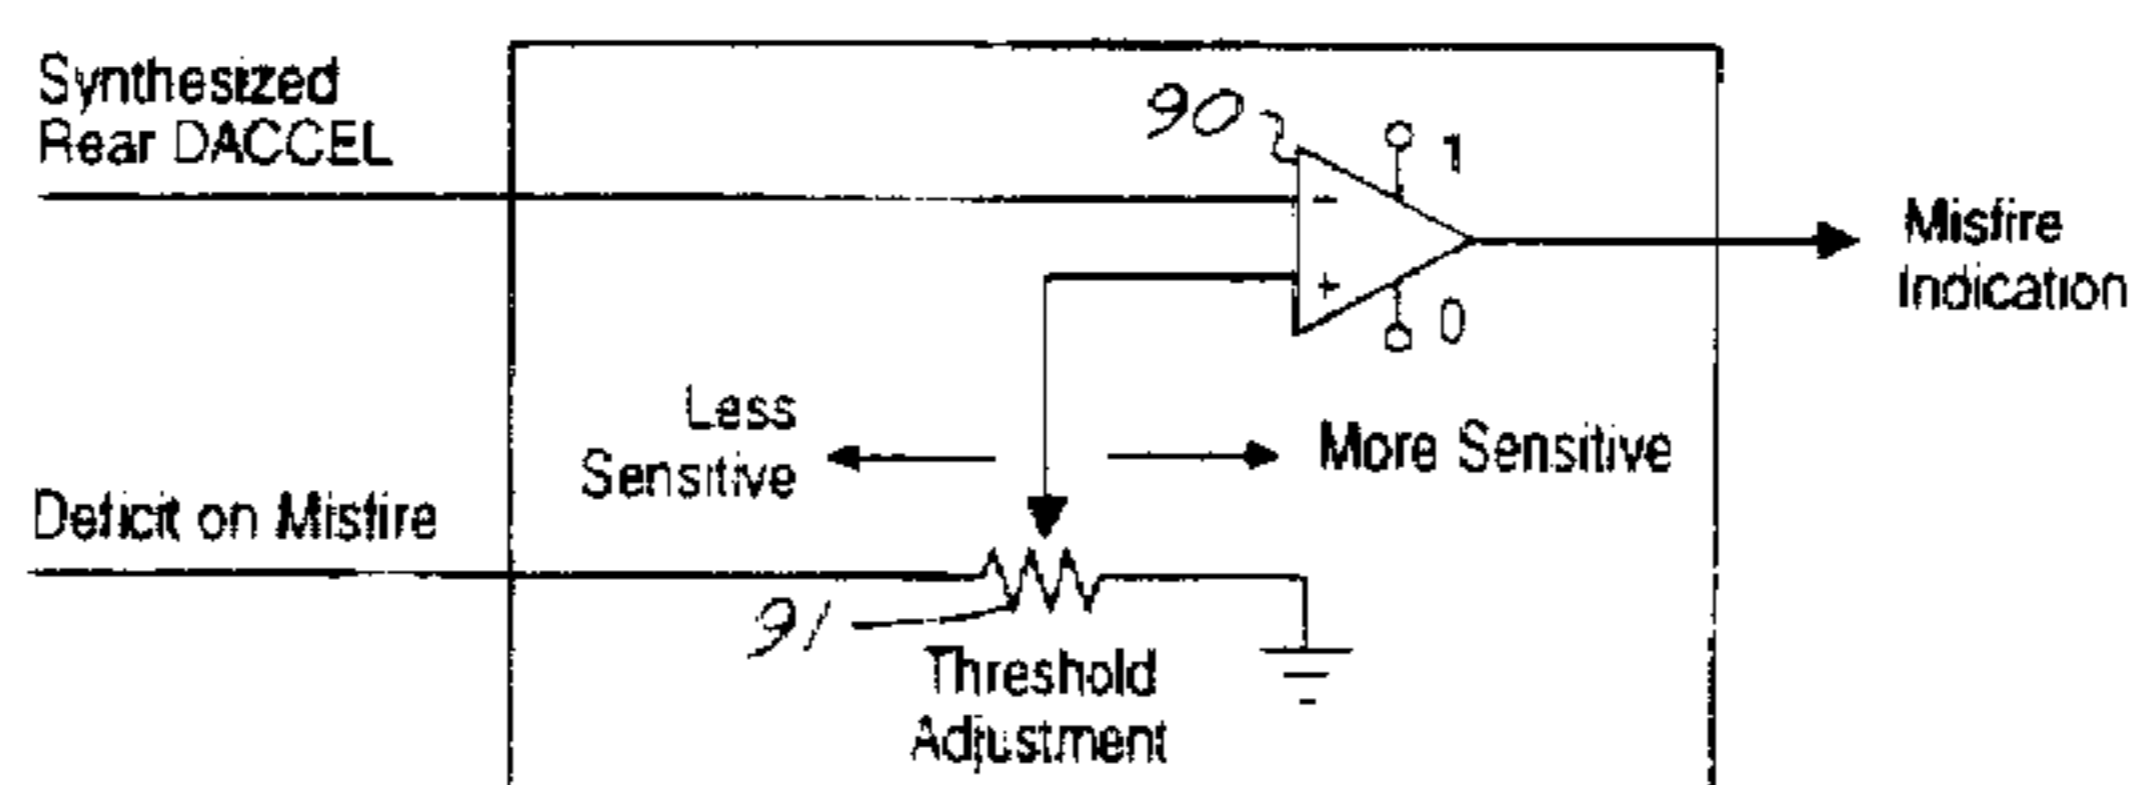 Synthesized
Rear DACCEL
90
1
-
+
0
Misfire
Indication
Less
Sensitive
More Sensitive
Deficit on Misfire
91
Threshold
Adjustment